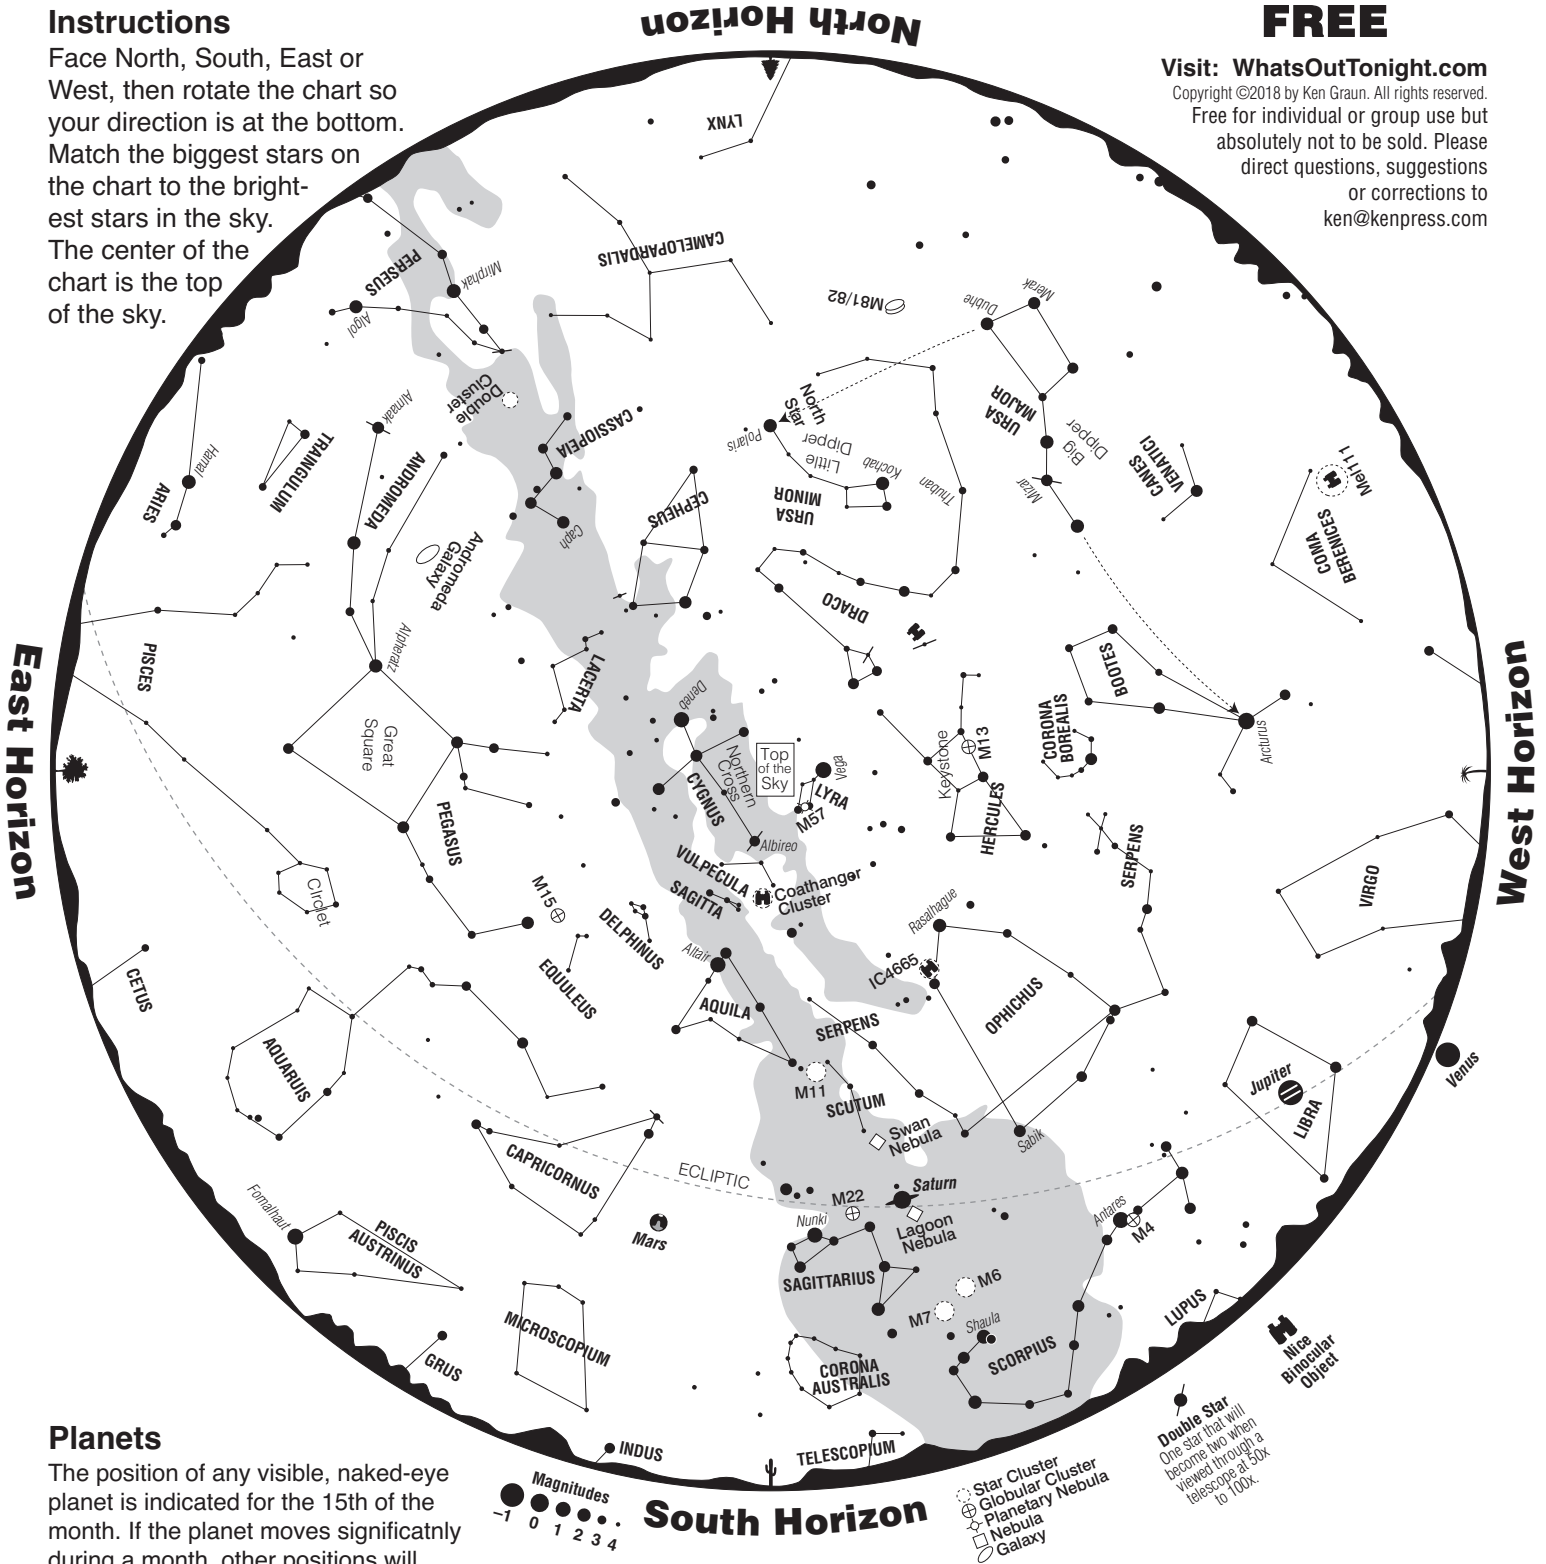 Instructions
Face North, South, East or
West, then rotate the chart so
your direction is at the bottom.
Match the biggest stars on
the chart to the bright-
est stars in the sky.
The center of the
chart is the top
of the sky.
North Horizon
FREE
Visit: WhatsOutTonight.com
Copyright ©2018 by Ken Graun. All rights reserved.
Free for individual or group use but
absolutely not to be sold. Please
direct questions, suggestions
or corrections to
ken@kenpress.com
LYNX
CAMELOPARDALIS
PERSEUS
Mirphak
Algol
M81/82
Dubhe
Merak
Double
Cluster
Almaak
CASSIOPEIA
North
Star
Polaris
Little
Dipper
Kochab
URSA
MINOR
Thuban
URSA
MAJOR
Big
Dipper
Mizar
CANES
VENATICI
Mel111
COMA
BERENICES
TRAINGULUM
Hamal
ARIES
ANDROMEDA
Andromeda
Galaxy
Caph
CEPHEUS
DRACO
PISCES
Alpheratz
LACERTA
BOOTES
CORONA
BOREALIS
Arcturus
East Horizon
West Horizon
Great
Square
Deneb
Northern
Cross
CYGNUS
Top
of the
Sky
Vega
LYRA
M57
Albireo
Keystone
M13
HERCULES
PEGASUS
SERPENS
VIRGO
CIrclet
M15
VULPECULA
SAGITTA
Coathanger
Cluster
DELPHINUS
EQUULEUS
Altair
AQUILA
Rasalhague
IC4665
OPHICHUS
CETUS
AQUARUIS
SERPENS
M11
SCUTUM
Swan
Nebula
Sabik
Jupiter
LIBRA
Venus
CAPRICORNUS
ECLIPTIC
Saturn
M22
Nunki
Lagoon
Nebula
Antares
M4
Fomalhaut
PISCIS
AUSTRINUS
Mars
SAGITTARIUS
M6
M7
Shaula
SCORPIUS
LUPUS
MICROSCOPIUM
GRUS
CORONA
AUSTRALIS
INDUS
TELESCOPIUM
Nice
Binocular
Object
Double Star
One star that will
become two when
viewed through a
telescope at 50x
to 100x.
Star Cluster
Globular Cluster
Planetary Nebula
Nebula
Galaxy
South Horizon
Magnitudes
–1 0 1 2 3 4
Planets
The position of any visible, naked-eye
planet is indicated for the 15th of the
month. If the planet moves significatnly
during a month, other positions will